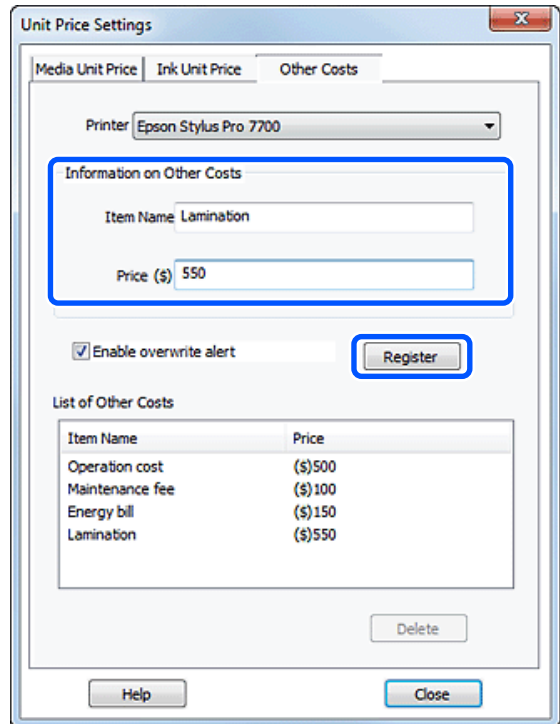 Unit Price Settings
Media Unit Price Ink Unit Price Other Costs
Printer Epson Stylus Pro 7700
Information on Other Costs
Item Name Lamination
Price ($) 550
Enable overwrite alert Register
List of Other Costs
Item Name Price
Operation cost ($)500
Maintenance fee ($)100
Energy bill ($)150
Lamination ($)550
Delete
Help Close